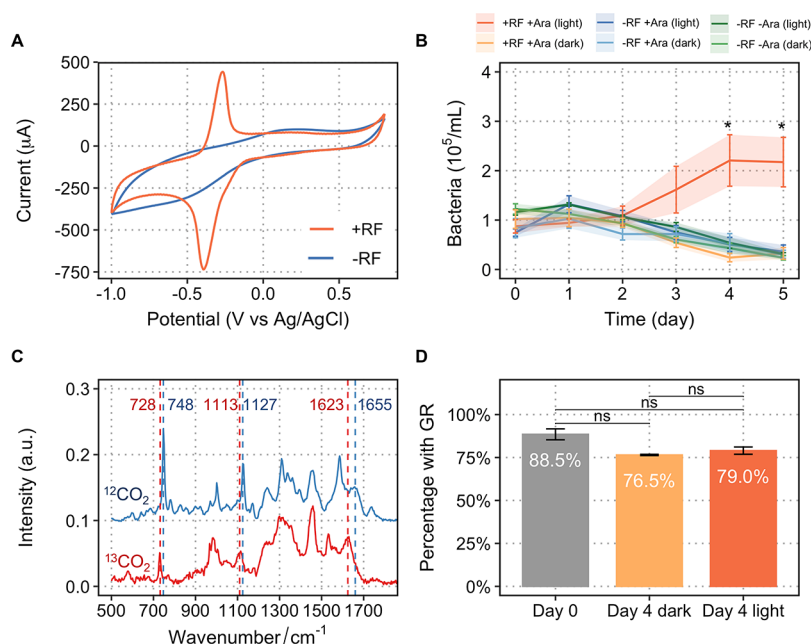 +RF +Ara (light) -RF +Ara (light) -RF -Ara (light)
+RF +Ara (dark) -RF +Ara (dark) -RF -Ara (dark)
A
500
250
0
-250
-500
-750
Current (µA)
+RF
-RF
-1.0 -0.5 0.0 0.5
Potential (V vs Ag/AgCl)
B
4
3
2
1
0
Bacteria (10⁵/mL)
* *
0 1 2 3 4 5
Time (day)
C
0.3
0.2
0.1
0.0
Intensity (a.u.)
728 748 1113 1127 1623 1655
¹²CO₂
¹³CO₂
500 700 900 1100 1300 1500 1700
Wavenumber/cm⁻¹
D
100%
75%
50%
25%
0%
Percentage with GR
ns
ns
ns
88.5%
76.5%
79.0%
Day 0 Day 4 dark Day 4 light